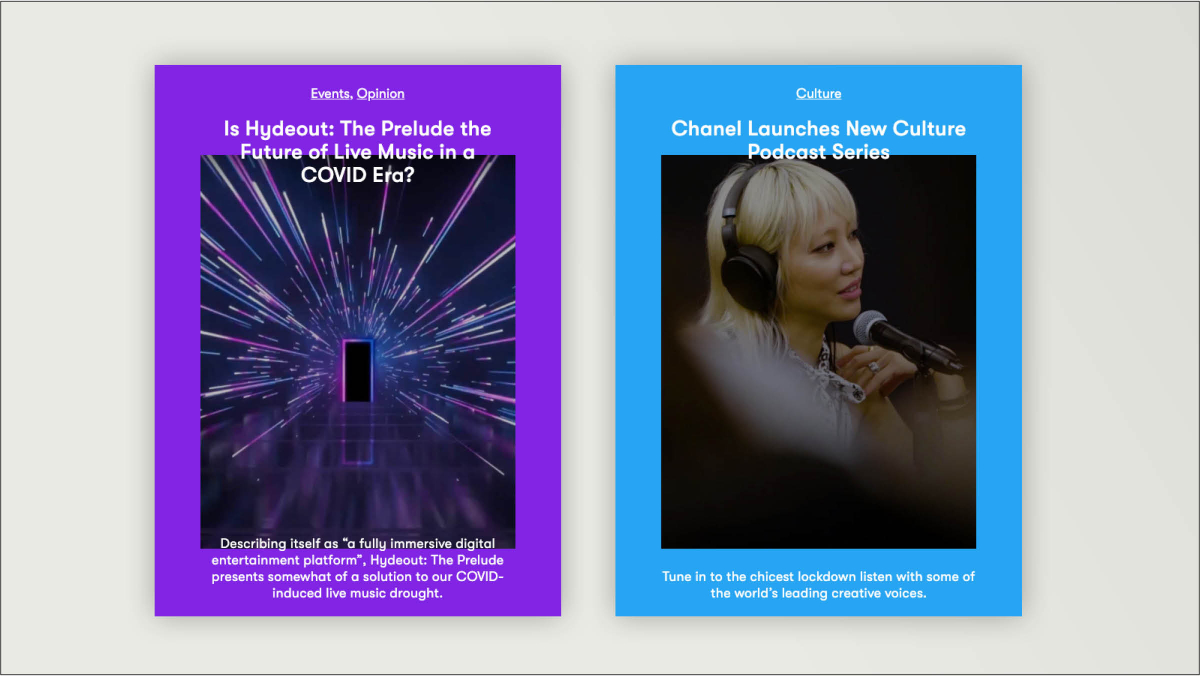 Events, Opinion
Is Hydeout: The Prelude the
Future of Live Music in a
COVID Era?
Describing itself as “a fully immersive digital
entertainment platform”, Hydeout: The Prelude
presents somewhat of a solution to our COVID-
induced live music drought.
Culture
Chanel Launches New Culture
Podcast Series
Tune in to the chicest lockdown listen with some of
the world’s leading creative voices.